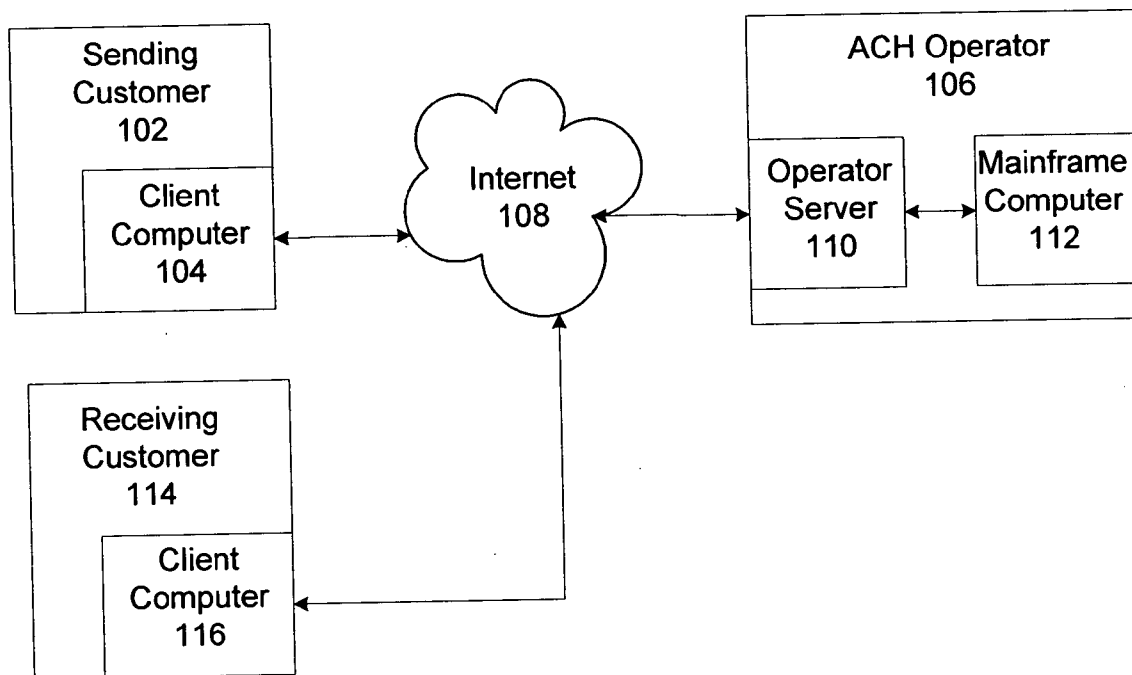 Sending
Customer
102
Client
Computer
104
Internet
108
ACH Operator
106
Operator
Server
110
Mainframe
Computer
112
Receiving
Customer
114
Client
Computer
116